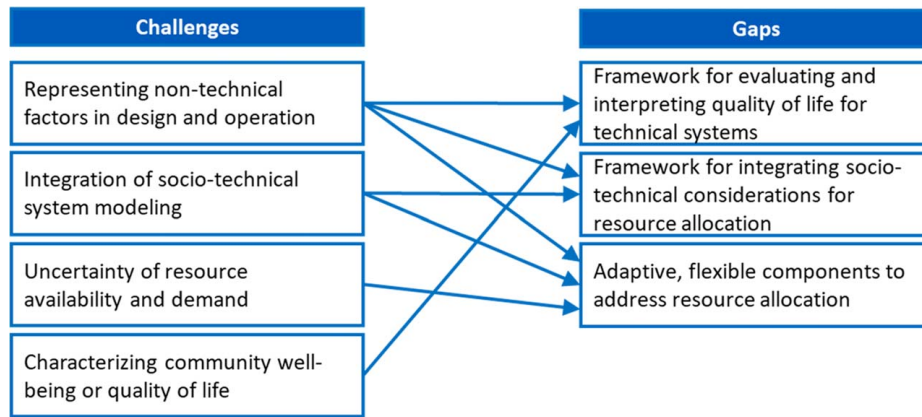 Challenges
Representing non-technical
factors in design and operation
Integration of socio-technical
system modeling
Uncertainty of resource
availability and demand
Characterizing community well-
being or quality of life
Gaps
Framework for evaluating and
interpreting quality of life for
technical systems
Framework for integrating socio-
technical considerations for
resource allocation
Adaptive, flexible components to
address resource allocation